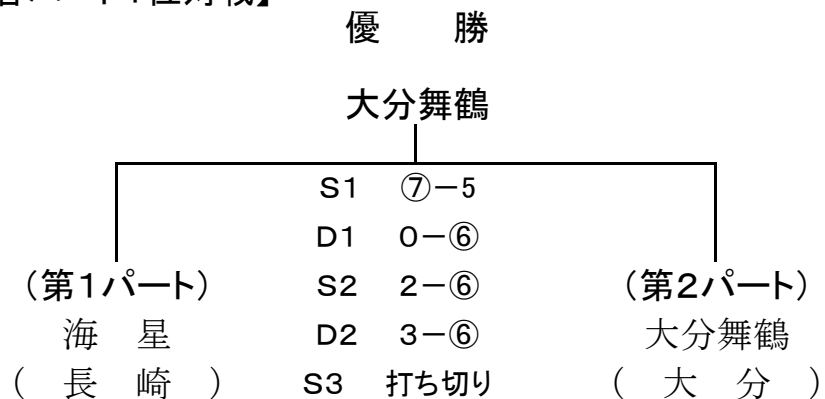 優　勝
大分舞鶴
S1　⑦－5
D1　0－⑥
(第1パート)　S2　2－⑥　(第2パート)
海　星　D2　3－⑥　大分舞鶴
(　長　崎　)　S3　打ち切り　(　大　分　)